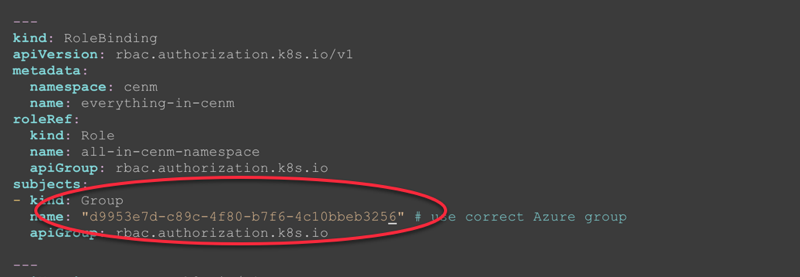 ---
kind: RoleBinding
apiVersion: rbac.authorization.k8s.io/v1
metadata:
  namespace: cenm
  name: everything-in-cenm
roleRef:
  kind: Role
  name: all-in-cenm-namespace
  apiGroup: rbac.authorization.k8s.io
subjects:
- kind: Group
  name: "d9953e7d-c89c-4f80-b7f6-4c10bbeb3256" # use correct Azure group
  apiGroup: rbac.authorization.k8s.io
---